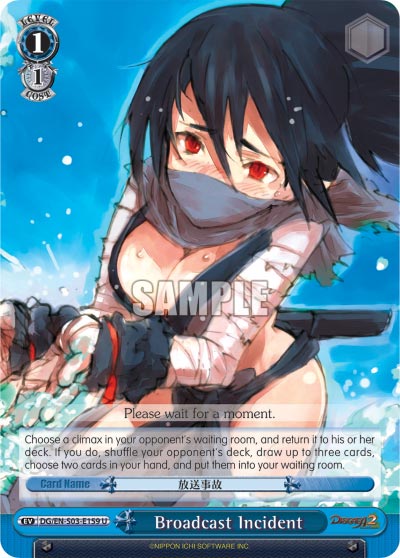 LEVEL
1
1
COST
SAMPLE
Please wait for a moment.
Choose a climax in your opponent's waiting room, and return it to his or her
deck. If you do, shuffle your opponent's deck, draw up to three cards,
choose two cards in your hand, and put them into your waiting room.
Card Name 放送事故
EV DG/EN-S03-E159 U Broadcast Incident Disgaea 2
©NIPPON ICHI SOFTWARE INC.